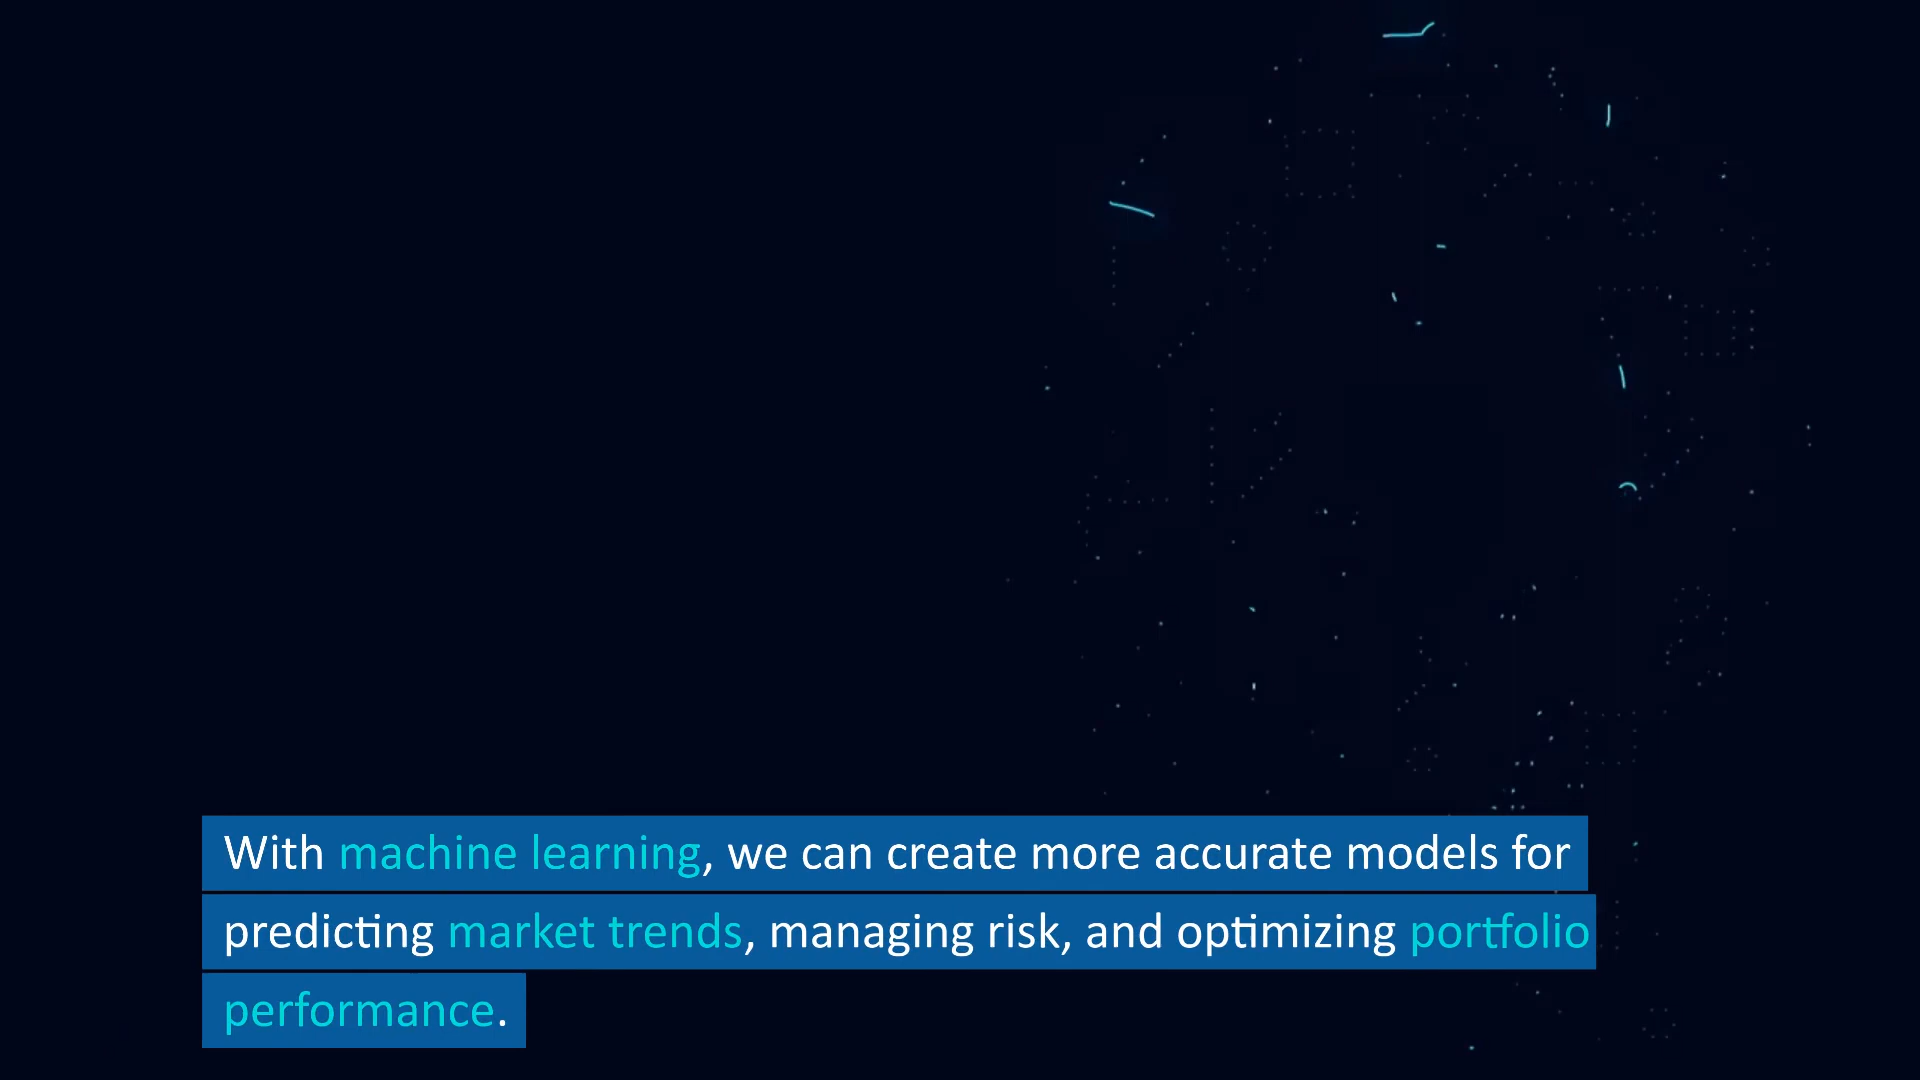 With machine learning, we can create more accurate models for
predicting market trends, managing risk, and optimizing portfolio
performance.